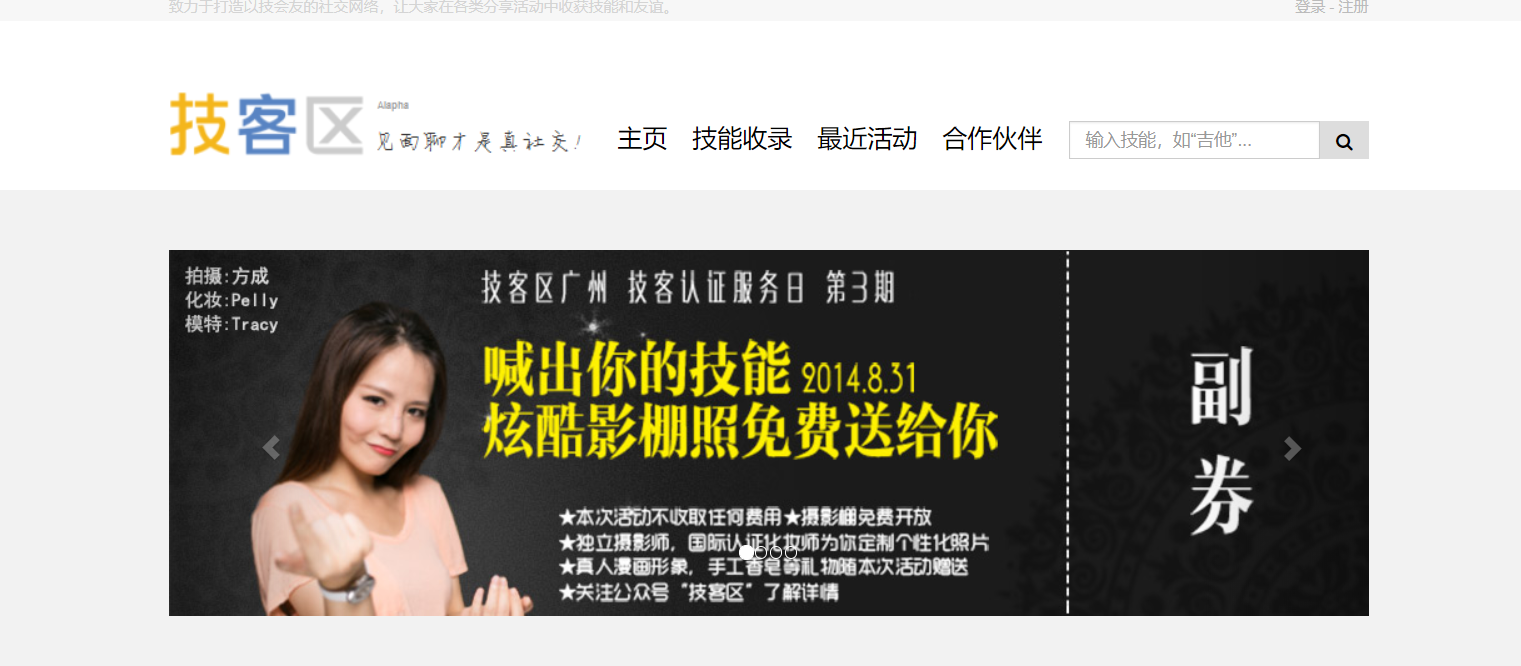 致力于打造以技会友的社交网络，让大家在各类分享活动中收获技能和友谊。
登录 - 注册
技客区
Alapha
见面聊才是真社交！
主页 技能收录 最近活动 合作伙伴
输入技能，如“吉他”...
拍摄:方成
化妆:Pelly
模特:Tracy
技客区广州 技客认证服务日 第3期
喊出你的技能 2014.8.31
炫酷影棚照免费送给你
★本次活动不收取任何费用★摄影棚免费开放
★独立摄影师，国际认证化妆师为你定制个性化照片
★真人漫画形象，手工香皂等礼物随本次活动赠送
★关注公众号“技客区”了解详情
副券